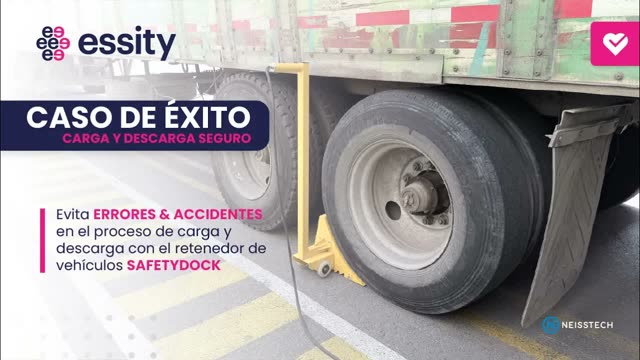 essity
CASO DE ÉXITO
CARGA Y DESCARGA SEGURO
Evita ERRORES & ACCIDENTES
en el proceso de carga y
descarga con el retenedor de
vehículos SAFETYDOCK
NEISSTECH